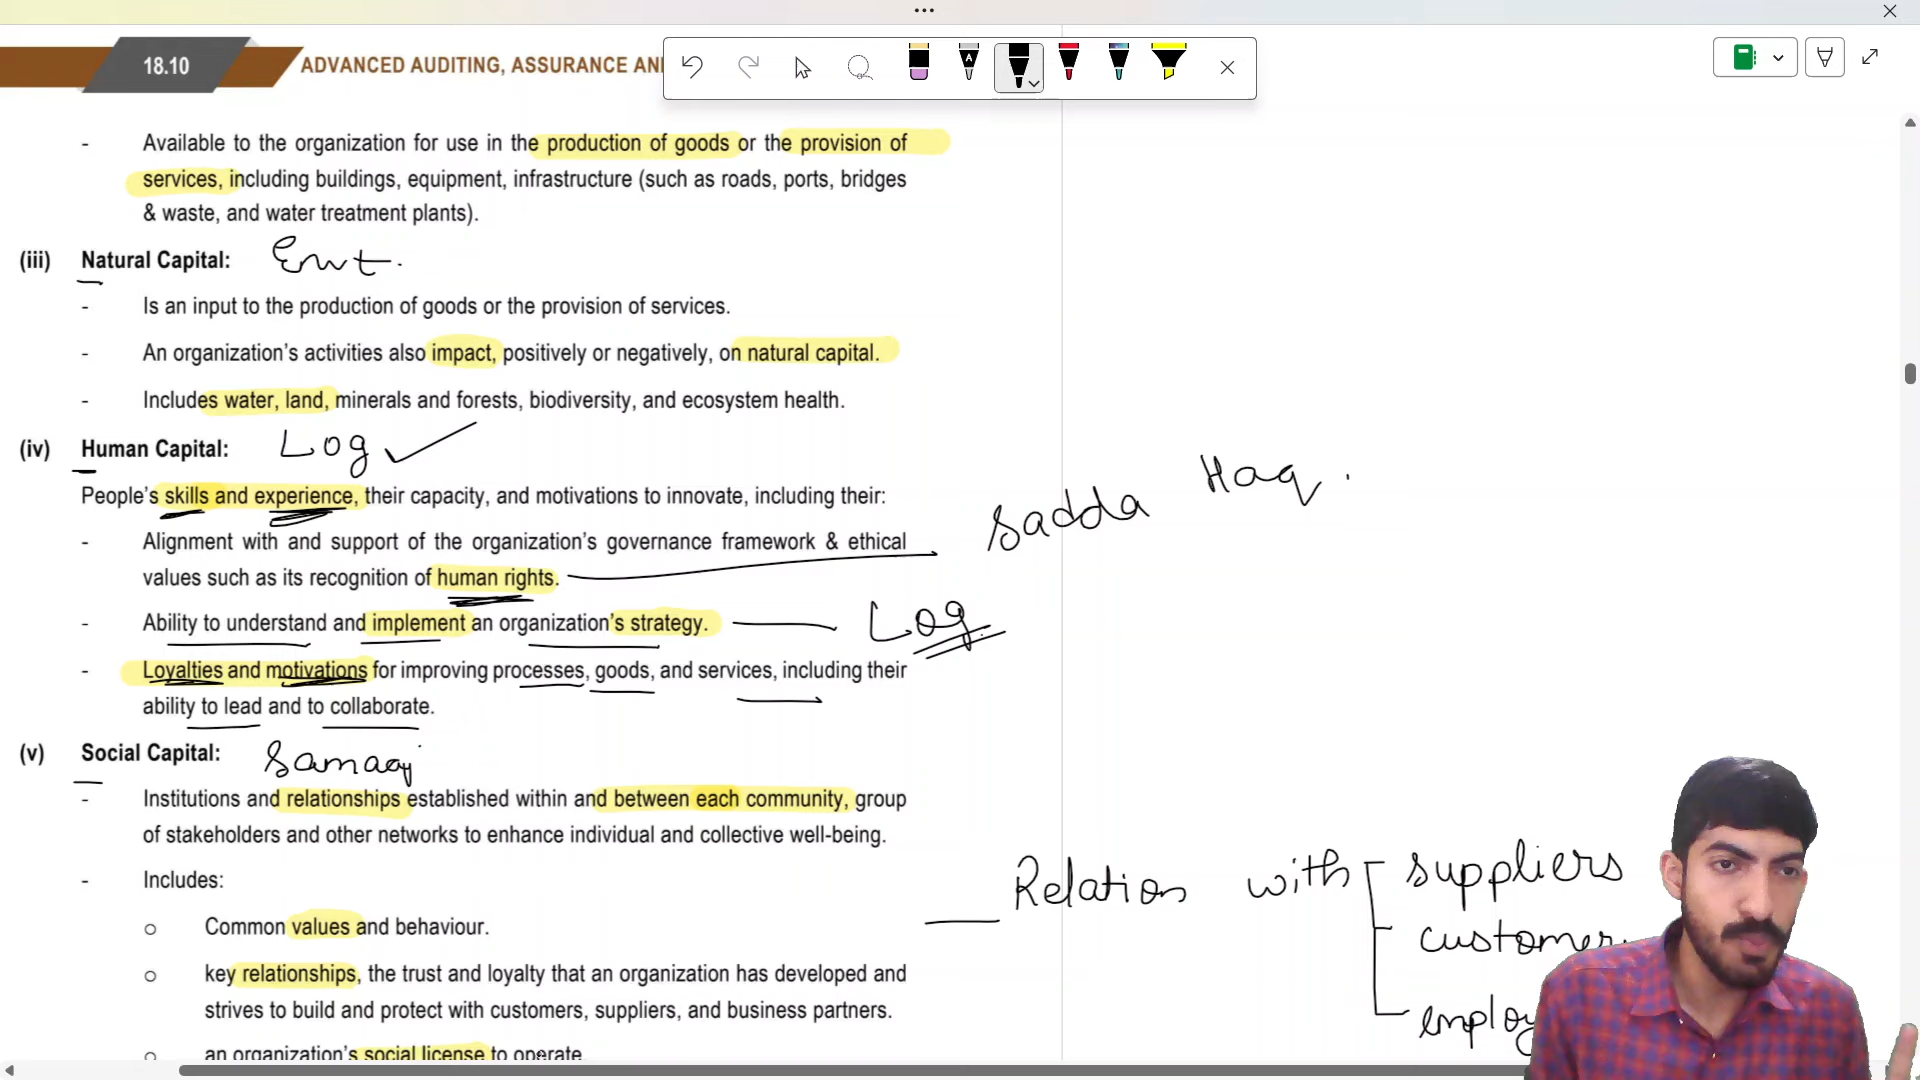 18.10 ADVANCED AUDITING, ASSURANCE AN
- Available to the organization for use in the production of goods or the provision of
services, including buildings, equipment, infrastructure (such as roads, ports, bridges
& waste, and water treatment plants).
(iii) Natural Capital: Envt.
- Is an input to the production of goods or the provision of services.
- An organization's activities also impact, positively or negatively, on natural capital.
- Includes water, land, minerals and forests, biodiversity, and ecosystem health.
(iv) Human Capital: Log
People's skills and experience, their capacity, and motivations to innovate, including their:
Sadda Haq.
- Alignment with and support of the organization's governance framework & ethical
values such as its recognition of human rights.
- Ability to understand and implement an organization's strategy. Log
- Loyalties and motivations for improving processes, goods, and services, including their
ability to lead and to collaborate.
(v) Social Capital: Samaaj
- Institutions and relationships established within and between each community, group
of stakeholders and other networks to enhance individual and collective well-being.
- Includes:
Relation with suppliers
o Common values and behaviour.
customer
o key relationships, the trust and loyalty that an organization has developed and
strives to build and protect with customers, suppliers, and business partners.
employ
o an organization's social license to operate